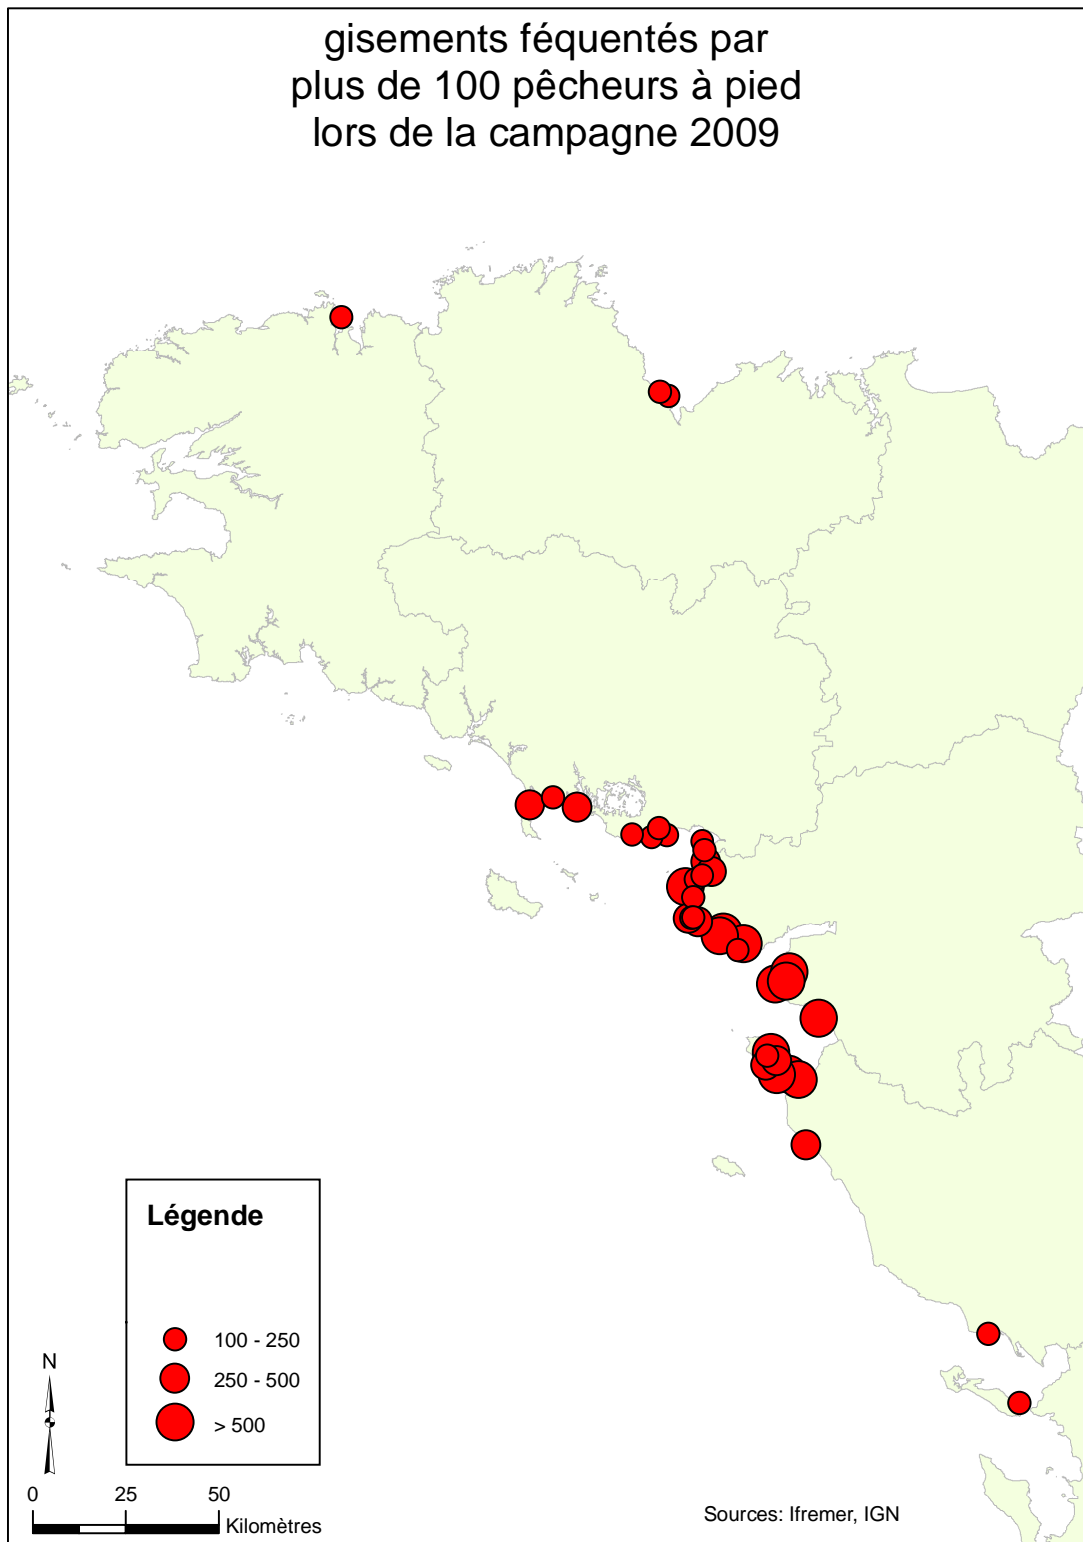 gisements féquentés par
plus de 100 pêcheurs à pied
lors de la campagne 2009
Légende
100 - 250
250 - 500
> 500
N
0 25 50
Kilomètres
Sources: Ifremer, IGN